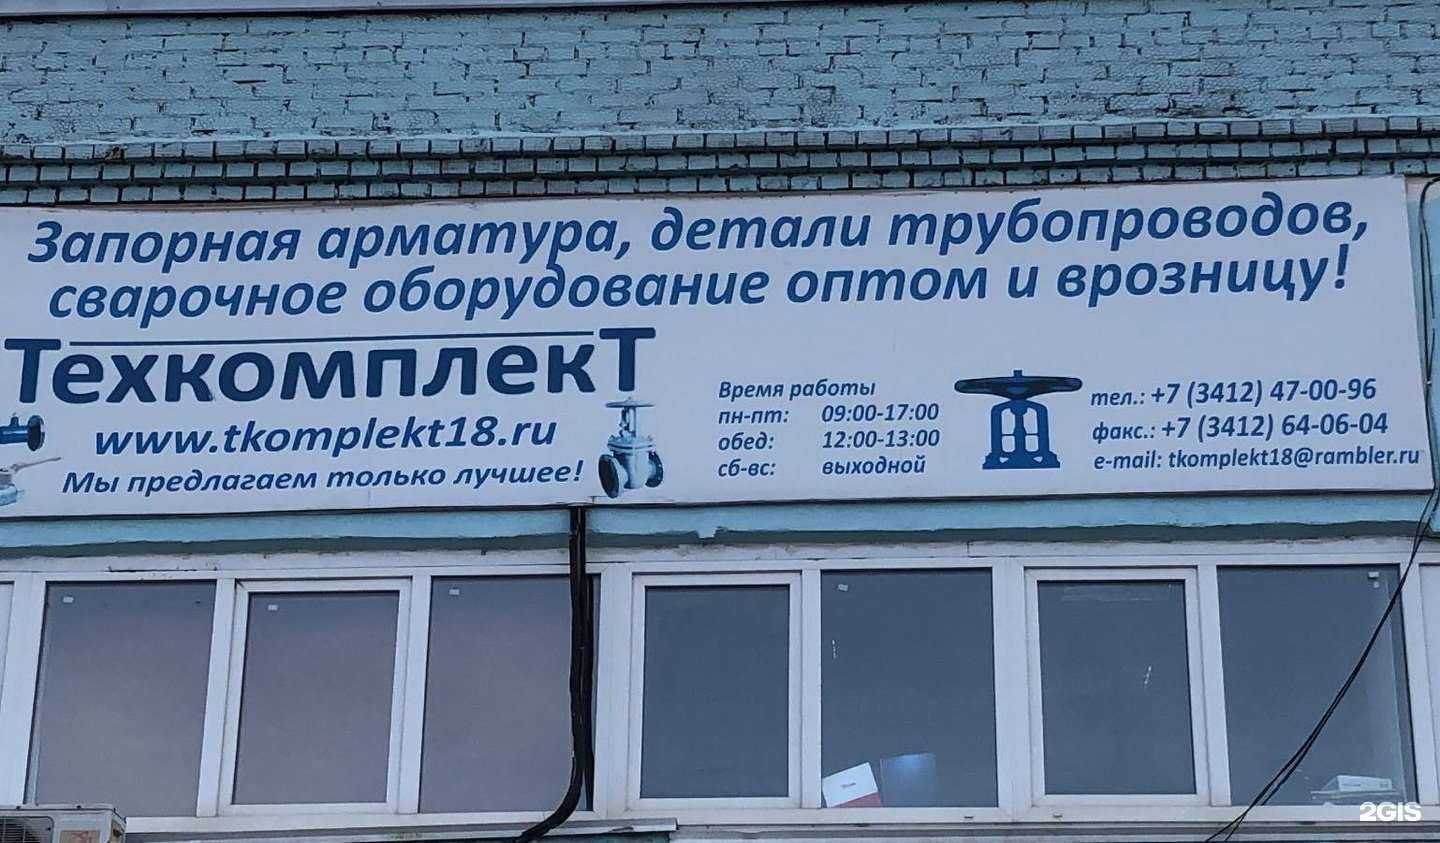 Запорная арматура, детали трубопроводов,
сварочное оборудование оптом и врозницу!
ТехкомплекТ
www.tkomplekt18.ru
Мы предлагаем только лучшее!
Время работы
пн-пт: 09:00-17:00
обед: 12:00-13:00
сб-вс: выходной
тел.: +7 (3412) 47-00-96
факс.: +7 (3412) 64-06-04
e-mail: tkomplekt18@rambler.ru
2GIS